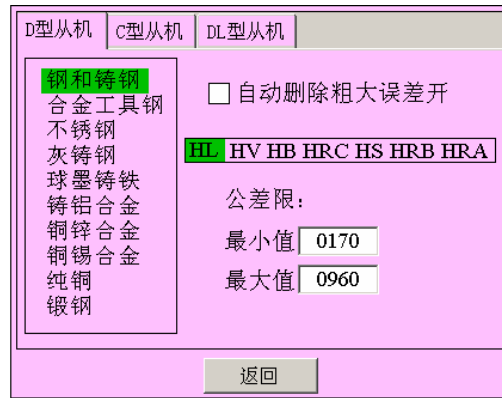 D型从机 C型从机 DL型从机
钢和铸钢
合金工具钢
不锈钢
灰铸钢
球墨铸铁
铸铝合金
铜锌合金
铜锡合金
纯铜
锻钢
自动删除粗大误差开
HL HV HB HRC HS HRB HRA
公差限：
最小值 0170
最大值 0960
返回